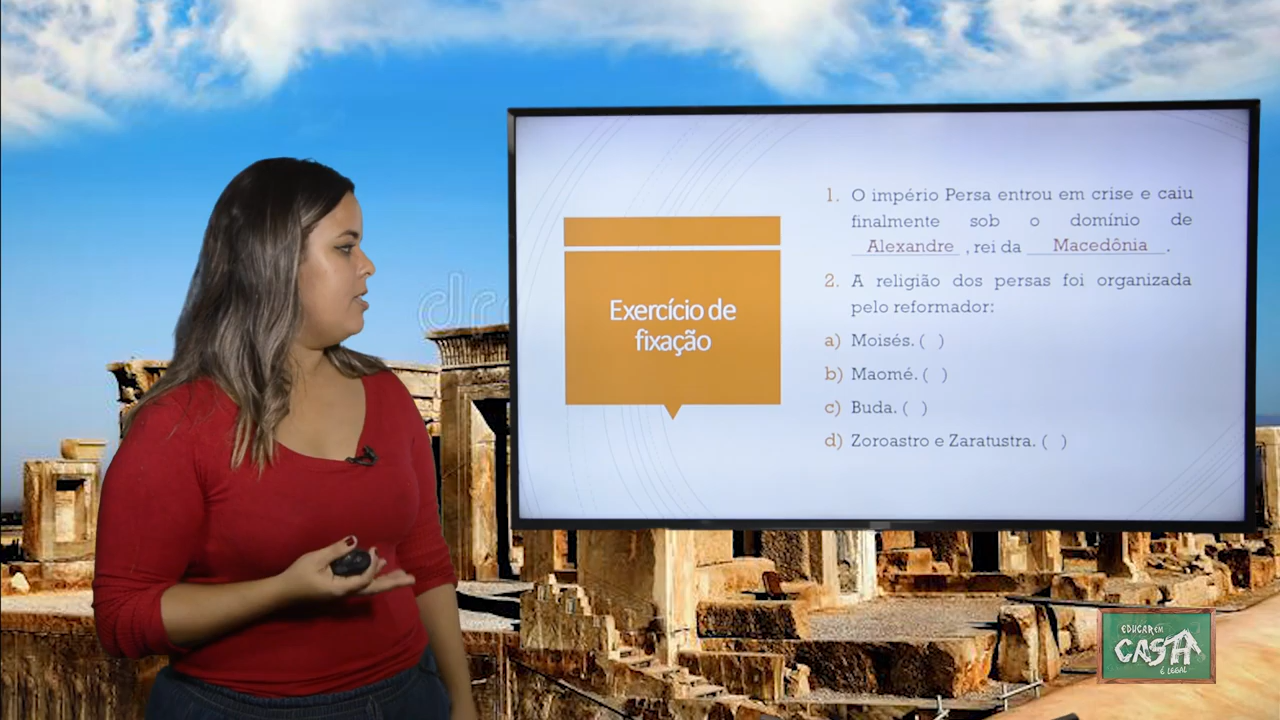 Exercício de
fixação
1. O império Persa entrou em crise e caiu
finalmente sob o domínio de
Alexandre , rei da Macedônia .
2. A religião dos persas foi organizada
pelo reformador:
a) Moisés. ( )
b) Maomé. ( )
c) Buda. ( )
d) Zoroastro e Zaratustra. ( )
EDUCAR EM
CASA
É LEGAL